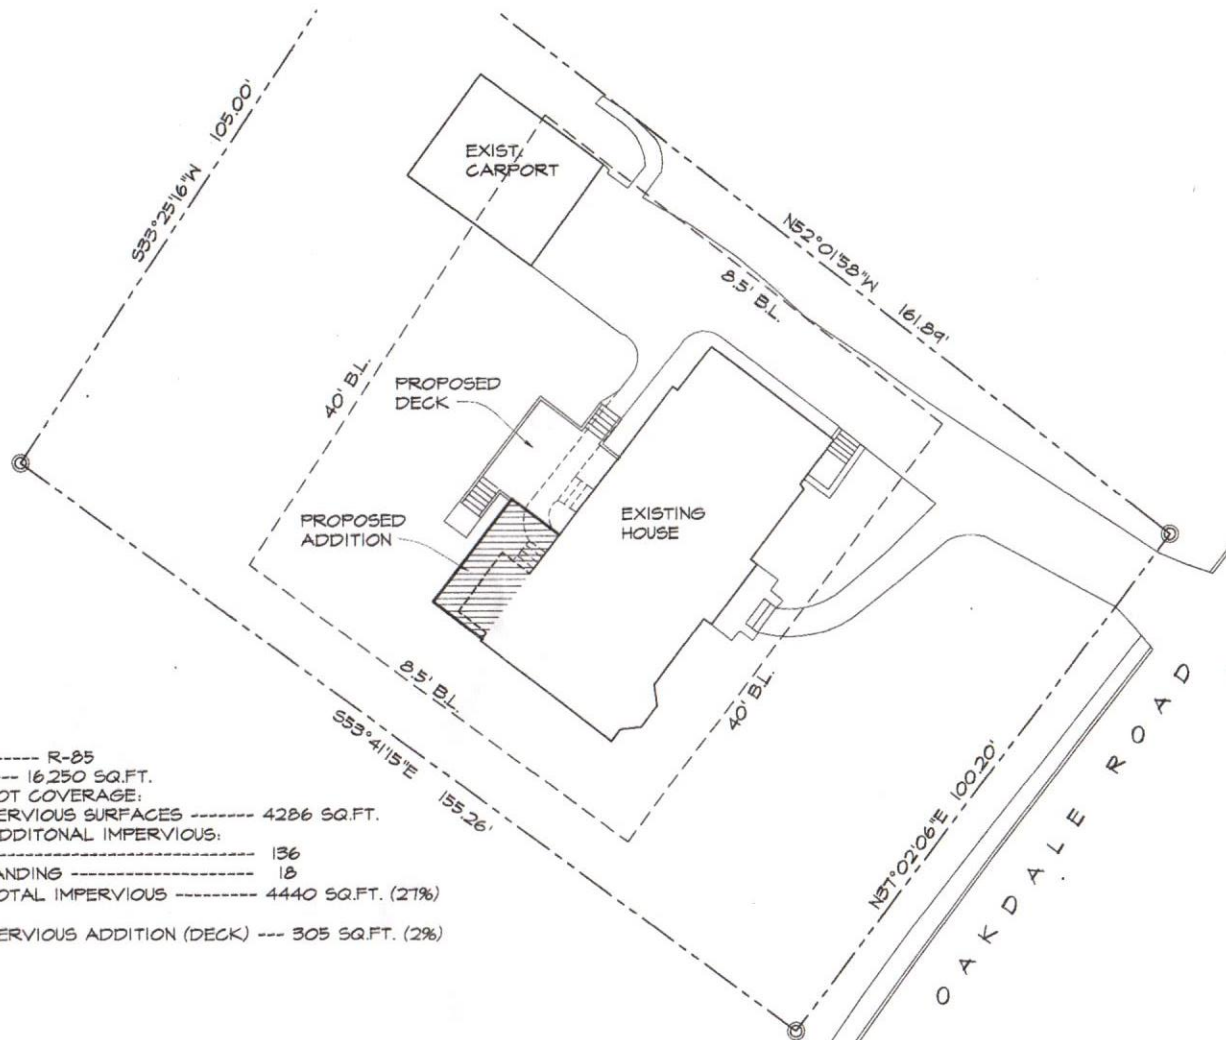 EXIST.
CARPORT
S33°25'16"W 105.00'
N52°01'58"W 161.89'
8.5' B.L.
40' B.L.
PROPOSED
DECK
PROPOSED
ADDITION
EXISTING
HOUSE
8.5' B.L.
40' B.L.
S53°41'15"E 155.26'
N37°02'06"E 100.20'
OAKDALE ROAD
------ R-85
--- 16,250 SQ.FT.
OT COVERAGE:
ERVIOUS SURFACES ------- 4286 SQ.FT.
DDITONAL IMPERVIOUS:
---------------------------- 136
ANDING -------------------- 18
OTAL IMPERVIOUS --------- 4440 SQ.FT. (27%)
ERVIOUS ADDITION (DECK) --- 305 SQ.FT. (2%)